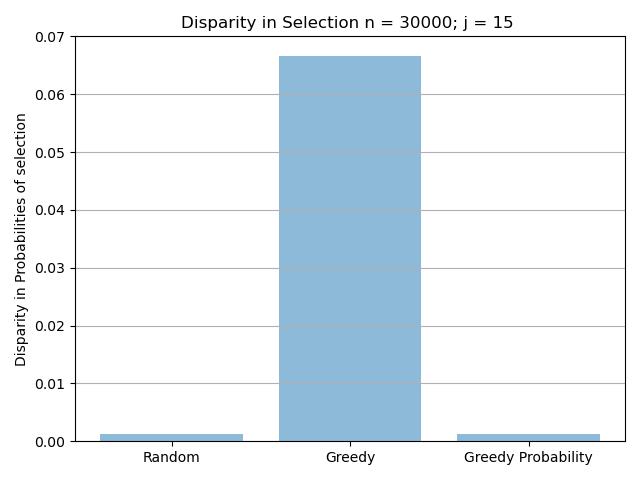 Disparity in Selection n = 30000; j = 15
Disparity in Probabilities of selection
0.07
0.06
0.05
0.04
0.03
0.02
0.01
0.00
Random
Greedy
Greedy Probability